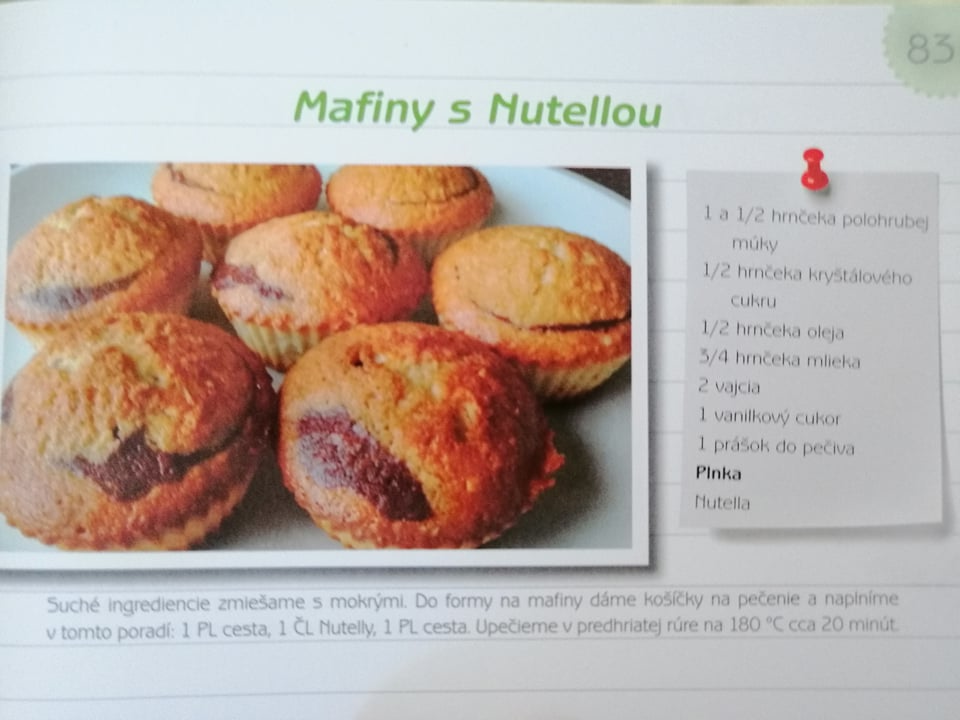 83
Mafiny s Nutellou
1 a 1/2 hrnčeka polohrubej
múky
1/2 hrnčeka kryštálového
cukru
1/2 hrnčeka oleja
3/4 hrnčeka mlieka
2 vajcia
1 vanilkový cukor
1 prášok do pečiva
Plnka
Nutella
Suché ingrediencie zmiešame s mokrými. Do formy na mafiny dáme košíčky na pečenie a naplníme
v tomto poradí: 1 PL cesta, 1 ČL Nutelly, 1 PL cesta. Upečieme v predhriatej rúre na 180 °C cca 20 minút.